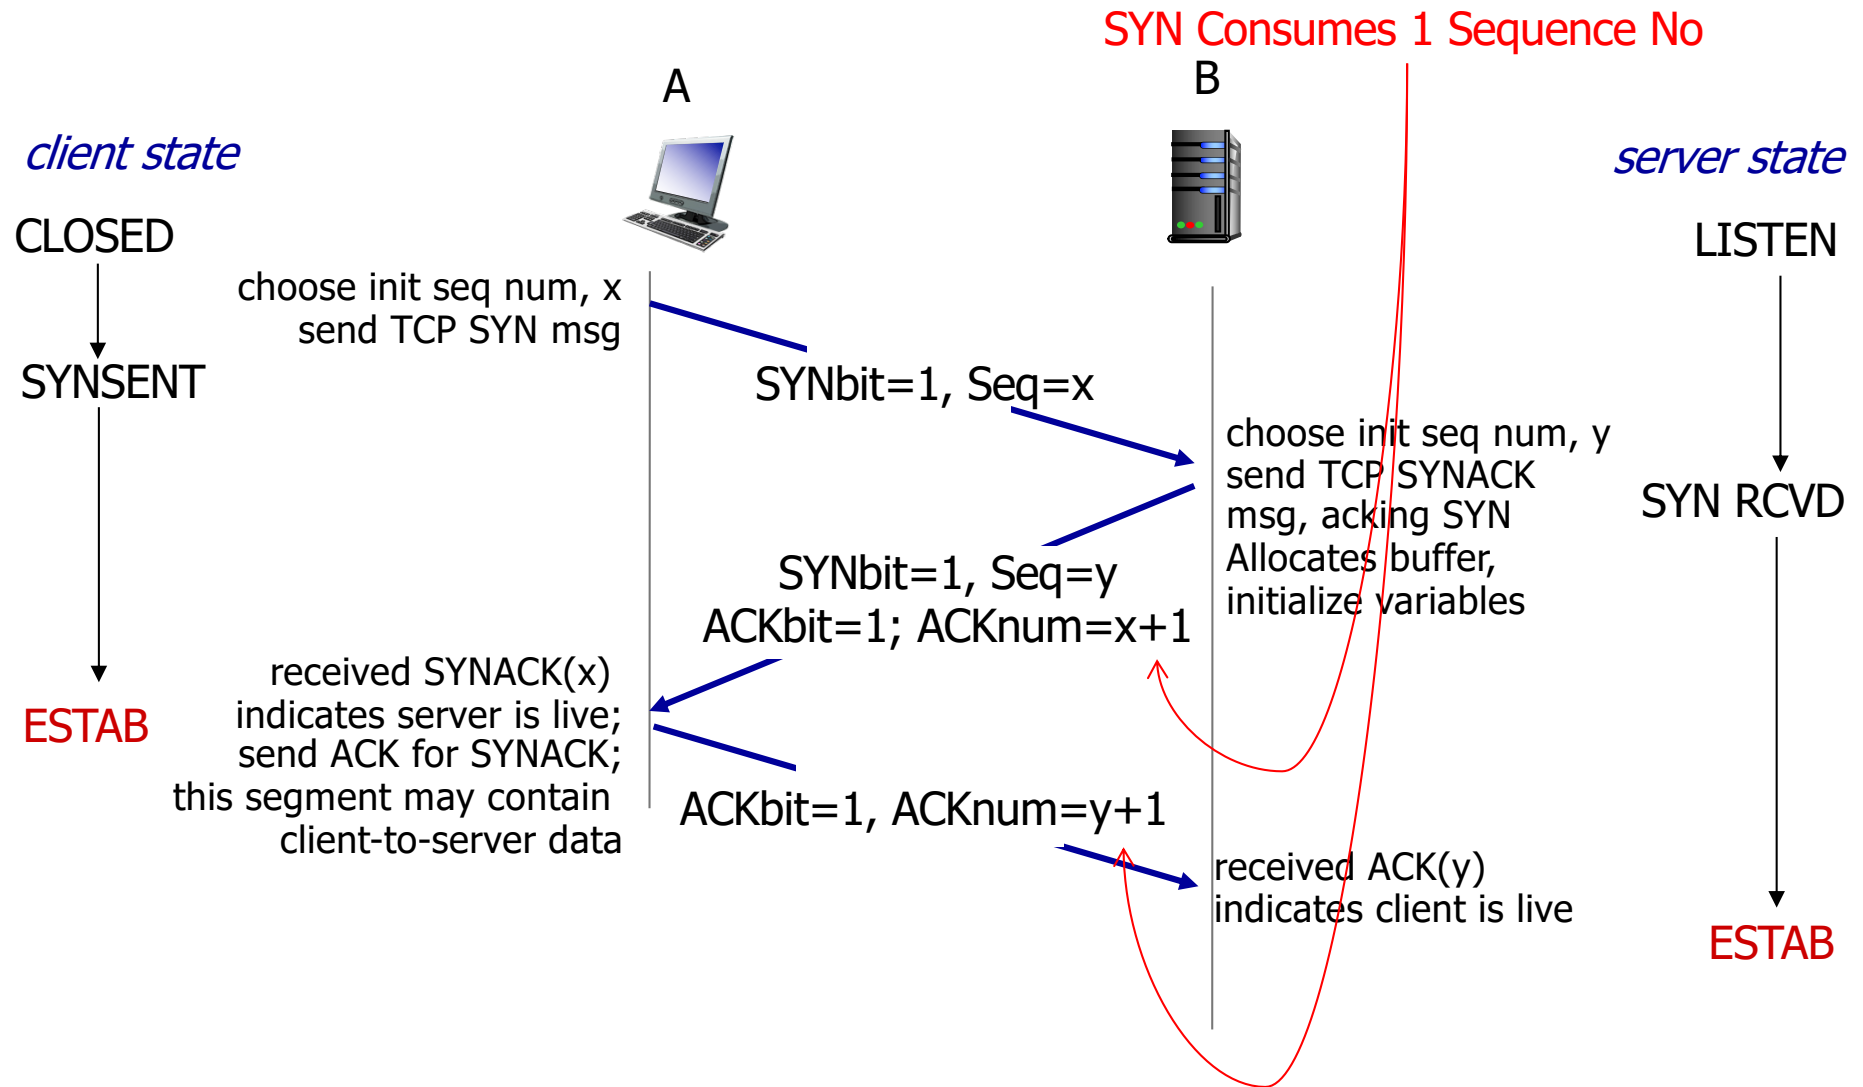 SYN Consumes 1 Sequence No
A
B
client state
server state
CLOSED
LISTEN
choose init seq num, x
send TCP SYN msg
SYNSENT
SYNbit=1, Seq=x
choose init seq num, y
send TCP SYNACK
msg, acking SYN
Allocates buffer,
initialize variables
SYN RCVD
SYNbit=1, Seq=y
ACKbit=1; ACKnum=x+1
received SYNACK(x)
indicates server is live;
send ACK for SYNACK;
this segment may contain
client-to-server data
ESTAB
ACKbit=1, ACKnum=y+1
received ACK(y)
indicates client is live
ESTAB